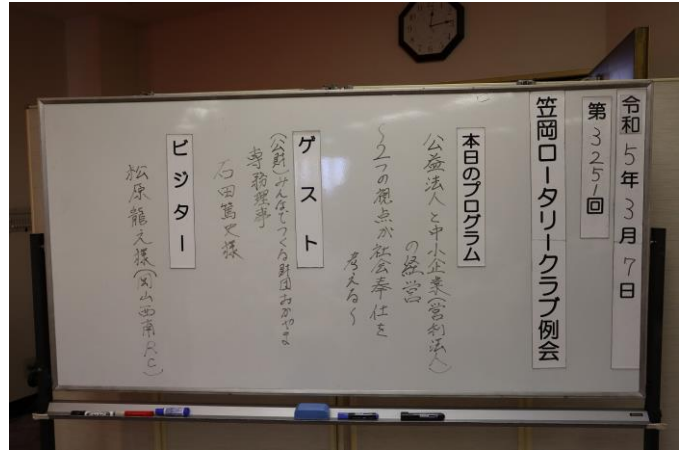 令和5年3月7日
第3251回
笠岡ロータリークラブ例会
本日のプログラム
公益法人と中小企業(営利法人)
の経営
~2つの視点が社会奉仕を
考える~
ゲスト
(公財)みんなでつくる財団おかやま
専務理事
石田篤史様
ビジター
松原龍之様(岡山西南RC)